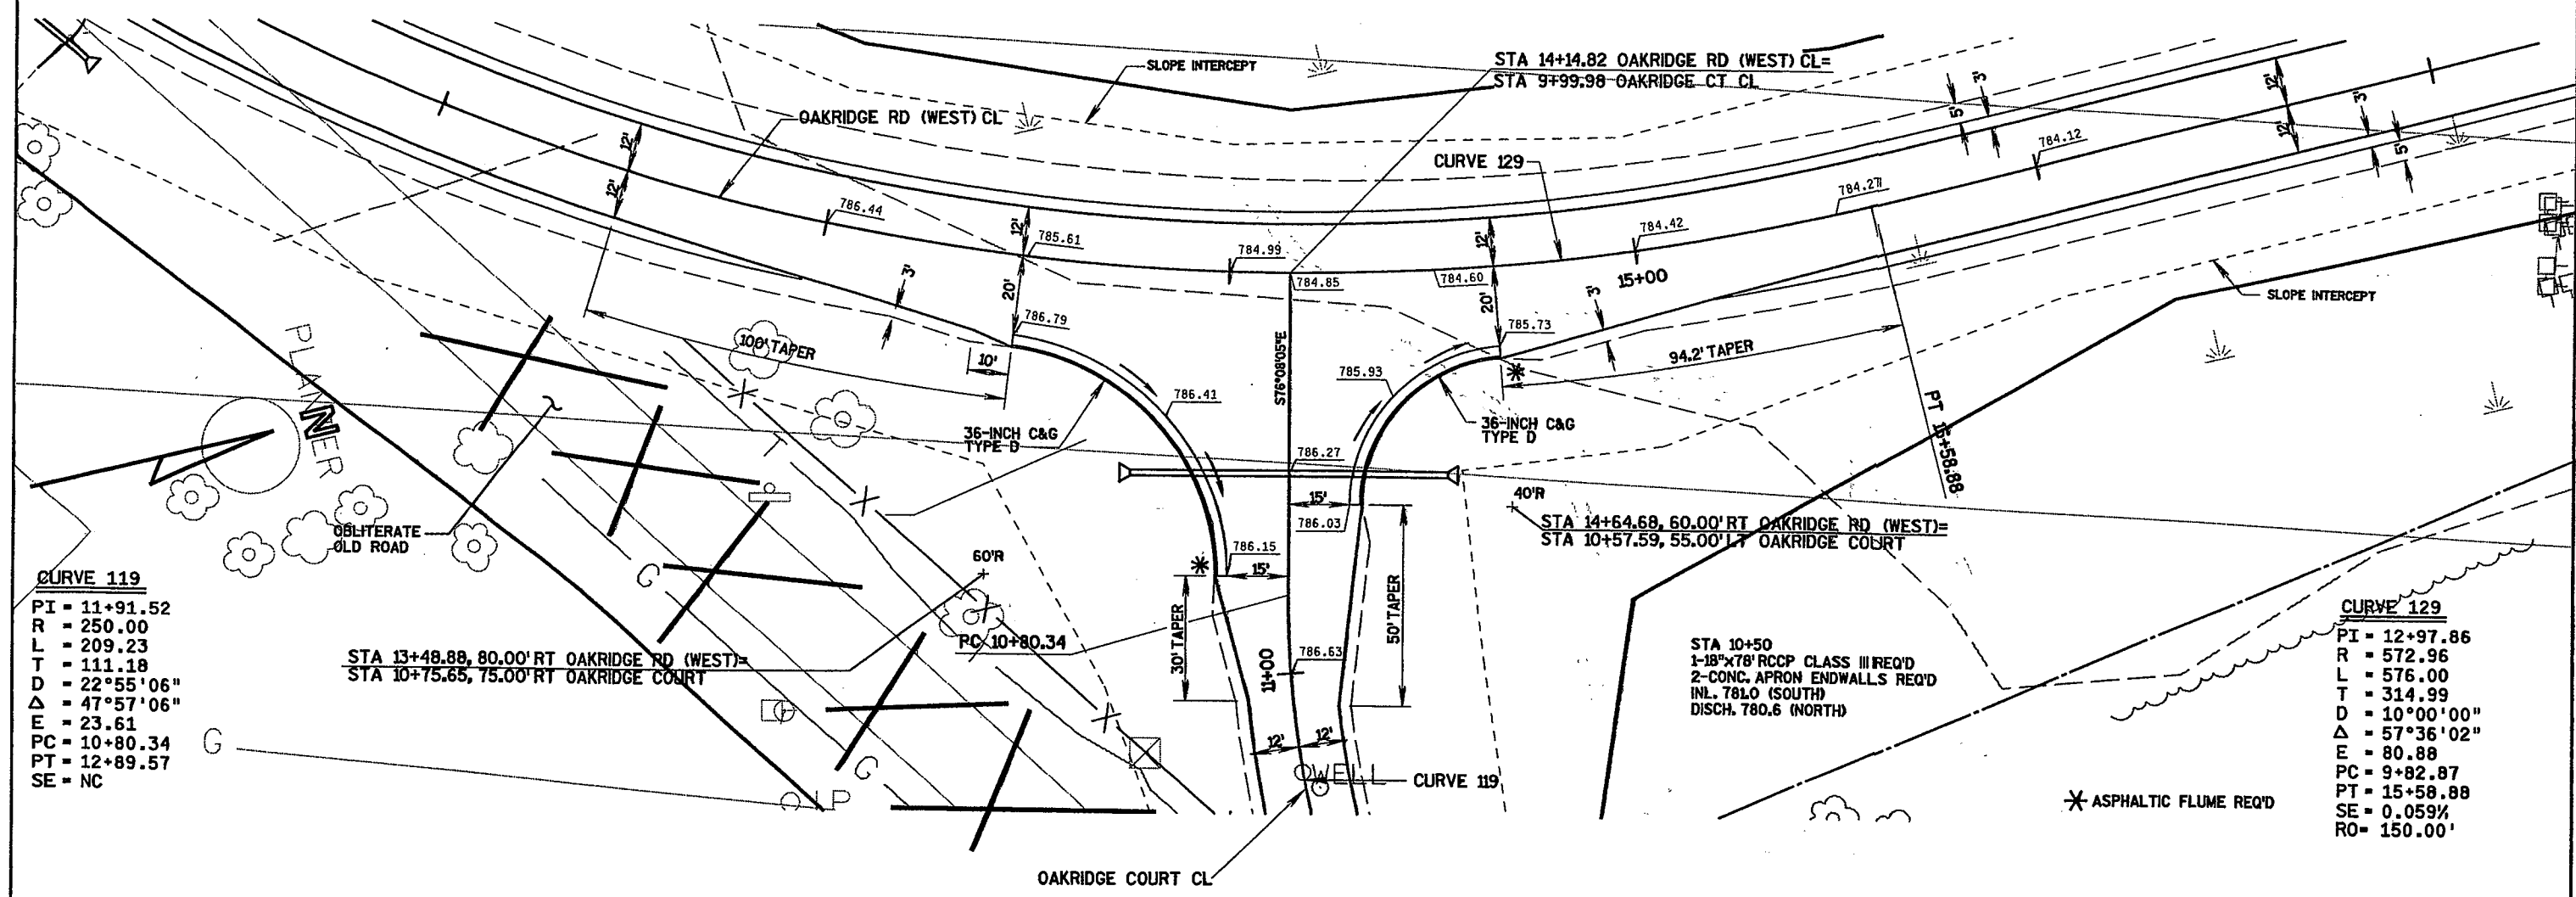 STA 14+14.82 OAKRIDGE RD (WEST) CL=
STA 9+99.98 OAKRIDGE CT CL
SLOPE INTERCEPT
OAKRIDGE RD (WEST) CL
CURVE 129
12'
12'
12'
12'
5'
3'
12'
12'
3'
5'
784.12
784.27
784.42
786.44
785.61
784.99
784.85
784.60
15+00
20'
20'
3'
3'
786.79
785.73
SLOPE INTERCEPT
100' TAPER
10'
94.2' TAPER
PT 15+58.88
S76°08'05"E
786.41
785.93
36-INCH C&G
TYPE D
36-INCH C&G
TYPE D
786.27
15'
786.03
40'R
STA 14+64.68, 60.00' RT OAKRIDGE RD (WEST)=
STA 10+57.59, 55.00' LT OAKRIDGE COURT
PLANTER
N
OBLITERATE
OLD ROAD
T
G
G
G
60'R
786.15
15'
30' TAPER
50' TAPER
PC 10+80.34
STA 13+48.88, 80.00' RT OAKRIDGE RD (WEST)=
STA 10+75.65, 75.00' RT OAKRIDGE COURT
11+00
786.63
12'
12'
WELL
CURVE 119
LP
OAKRIDGE COURT CL
STA 10+50
1-18"x78' RCCP CLASS III REQ'D
2-CONC. APRON ENDWALLS REQ'D
INL. 781.0 (SOUTH)
DISCH. 780.6 (NORTH)
ASPHALTIC FLUME REQ'D
CURVE 119
PI = 11+91.52
R = 250.00
L = 209.23
T = 111.18
D = 22°55'06"
Δ = 47°57'06"
E = 23.61
PC = 10+80.34
PT = 12+89.57
SE = NC
CURVE 129
PI = 12+97.86
R = 572.96
L = 576.00
T = 314.99
D = 10°00'00"
Δ = 57°36'02"
E = 80.88
PC = 9+82.87
PT = 15+58.88
SE = 0.059%
RO= 150.00'